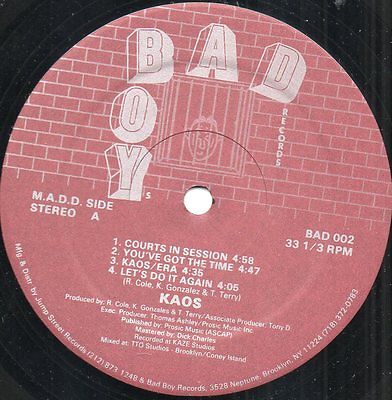 BAD
BOY's
RECORDS
M.A.D.D. SIDE
STEREO A
BAD 002
33 1/3 RPM
1. COURTS IN SESSION 4:58
2. YOU'VE GOT THE TIME 4:47
3. KAOS/ERA 4:35
4. LET'S DO IT AGAIN 4:05
(R. Cole, K. Gonzalez & T. Terry)
KAOS
Produced by: R. Cole, K. Gonzales & T. Terry/Associate Producer: Tony D.
Exec. Producer: Thomas Ashley/Prosic Music Inc
Published by: Prosic Music (ASCAP)
Mastered by: Dick Charles
Recorded at KAZE Studios
Mixed at: TTO Studios - Brooklyn/Coney Island
Mfg. & Distr. by Jump Street Records (212)873 1248 & Bad Boy Records, 3528 Neptune, Brooklyn, NY 11224 (718) 372-0783